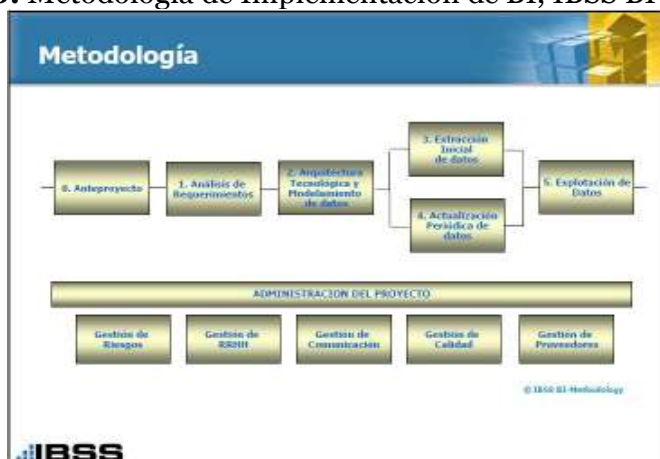 Metodología de Implementación de BI, IBSS BI
Metodología
0. Anteproyecto
1. Análisis de
Requerimientos
2. Arquitectura
Tecnológica y
Modelamiento
de datos
3. Extracción
Inicial
de datos
4. Actualización
Periódica de
datos
5. Explotación de
Datos
ADMINISTRACION DEL PROYECTO
Gestión de
Riesgos
Gestión de
RRHH
Gestión de
Comunicación
Gestión de
Calidad
Gestión de
Proveedores
© IBSS BI-Methodology
IBSS